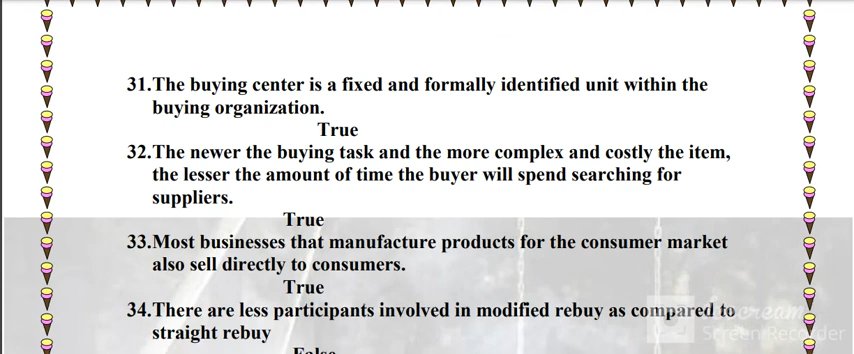 31.The buying center is a fixed and formally identified unit within the
buying organization.
True
32.The newer the buying task and the more complex and costly the item,
the lesser the amount of time the buyer will spend searching for
suppliers.
True
33.Most businesses that manufacture products for the consumer market
also sell directly to consumers.
True
34.There are less participants involved in modified rebuy as compared to
straight rebuy
False
Icecream
Screen Recorder